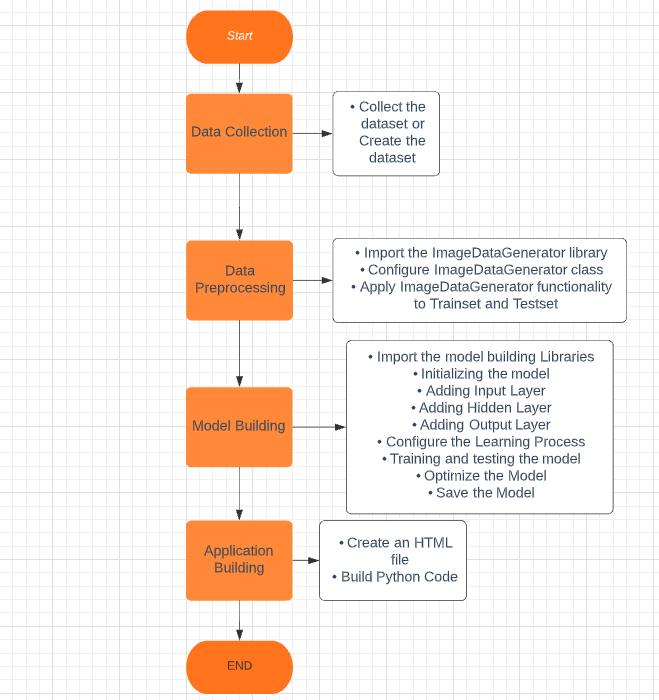 Start
Data Collection
• Collect the
dataset or
Create the
dataset
Data
Preprocessing
• Import the ImageDataGenerator library
• Configure ImageDataGenerator class
• Apply ImageDataGenerator functionality
to Trainset and Testset
Model Building
• Import the model building Libraries
• Initializing the model
• Adding Input Layer
• Adding Hidden Layer
• Adding Output Layer
• Configure the Learning Process
• Training and testing the model
• Optimize the Model
• Save the Model
Application
Building
• Create an HTML
file
• Build Python Code
END